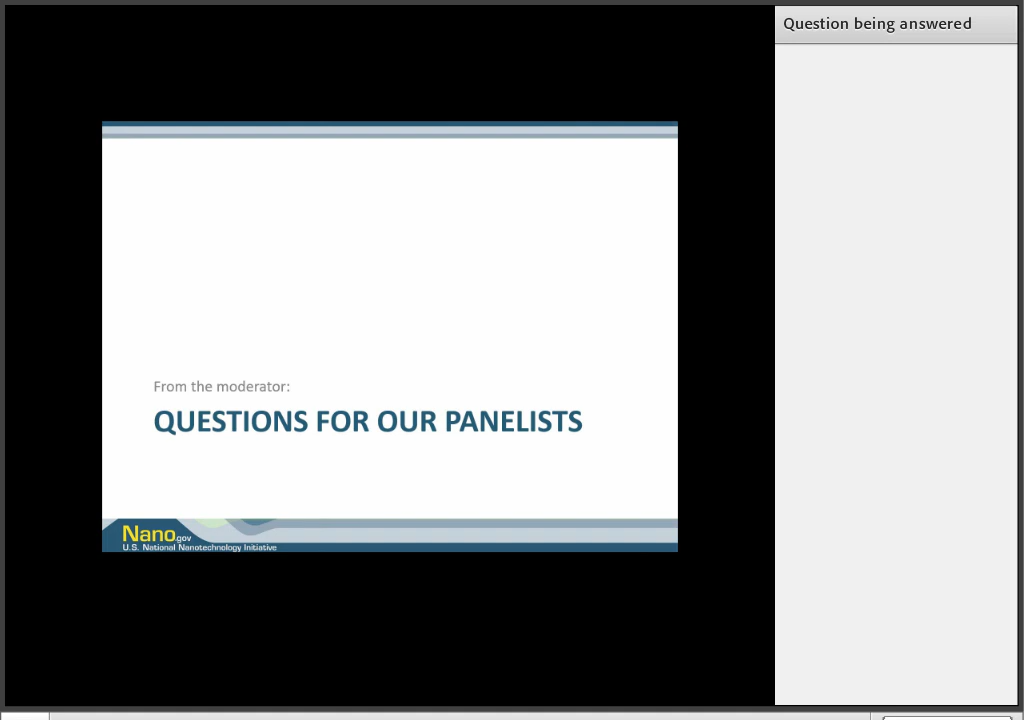 Question being answered
From the moderator:
QUESTIONS FOR OUR PANELISTS
Nano.gov
U.S. National Nanotechnology Initiative